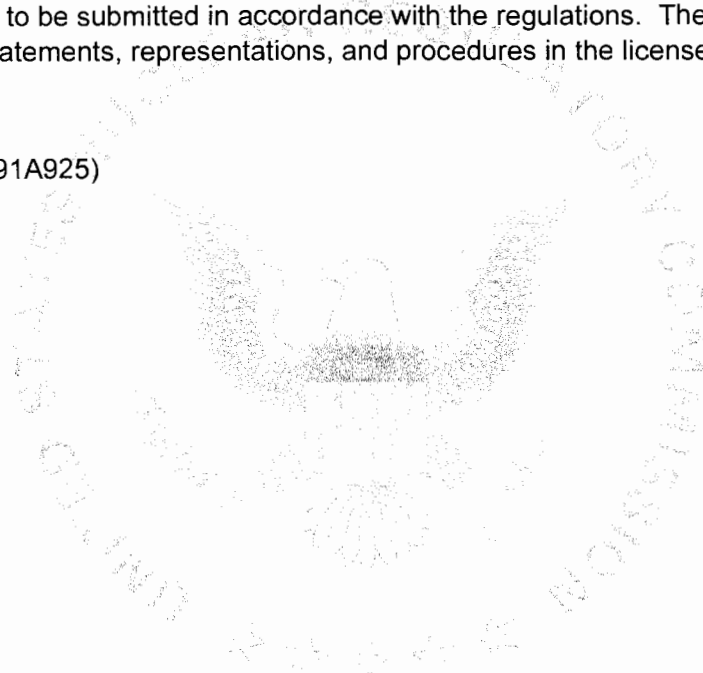 to be submitted in accordance with the regulations. The
atements, representations, and procedures in the license
91A925)